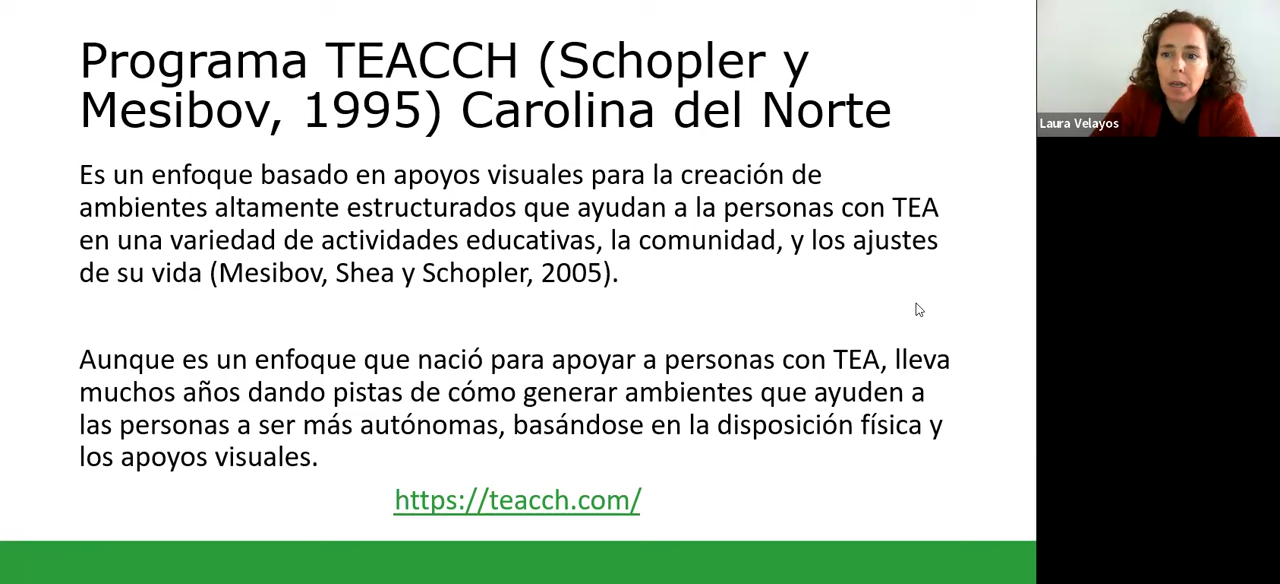 Programa TEACCH (Schopler y
Mesibov, 1995) Carolina del Norte
Es un enfoque basado en apoyos visuales para la creación de
ambientes altamente estructurados que ayudan a la personas con TEA
en una variedad de actividades educativas, la comunidad, y los ajustes
de su vida (Mesibov, Shea y Schopler, 2005).
Aunque es un enfoque que nació para apoyar a personas con TEA, lleva
muchos años dando pistas de cómo generar ambientes que ayuden a
las personas a ser más autónomas, basándose en la disposición física y
los apoyos visuales.
https://teacch.com/
Laura Velayos